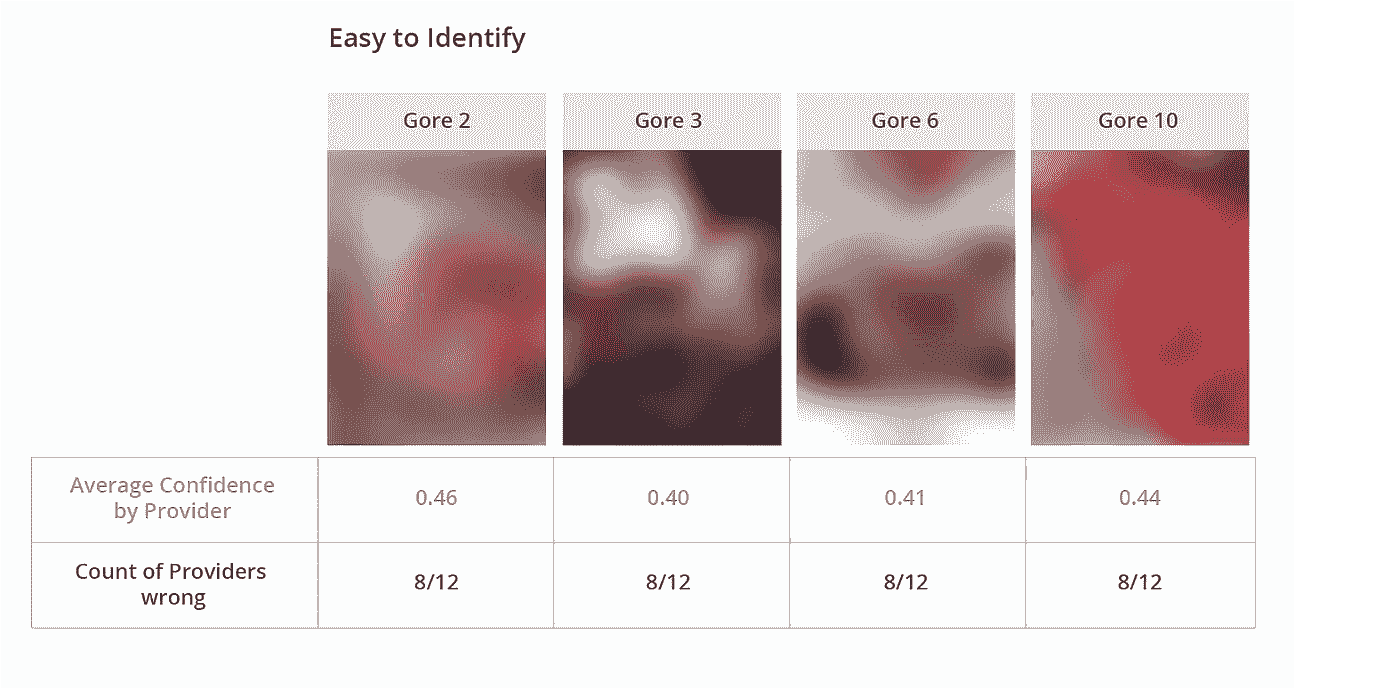 Easy to Identify
Gore 2 Gore 3 Gore 6 Gore 10
Average Confidence
by Provider
0.46 0.40 0.41 0.44
Count of Providers
wrong
8/12 8/12 8/12 8/12